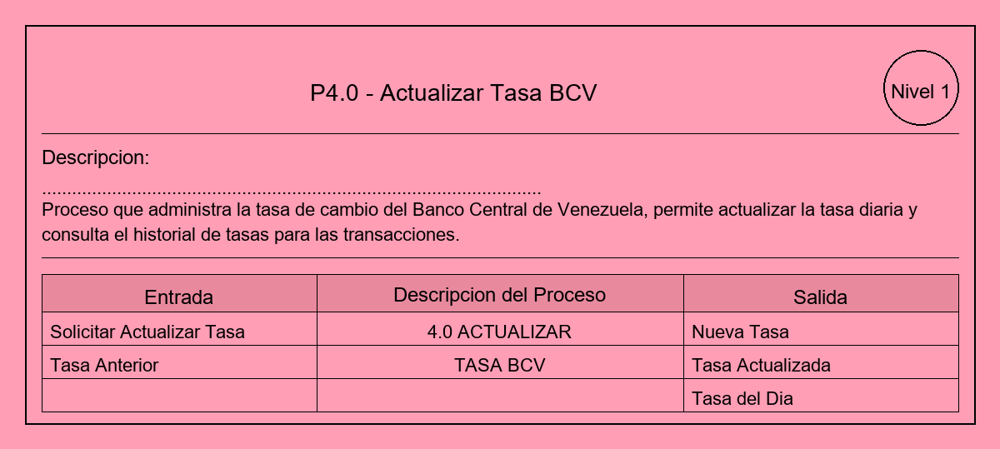 P4.0 - Actualizar Tasa BCV
Nivel 1
Descripcion:
....................................................................................................
Proceso que administra la tasa de cambio del Banco Central de Venezuela, permite actualizar la tasa diaria y
consulta el historial de tasas para las transacciones.
Entrada Descripcion del Proceso Salida
Solicitar Actualizar Tasa 4.0 ACTUALIZAR Nueva Tasa
Tasa Anterior TASA BCV Tasa Actualizada
Tasa del Dia